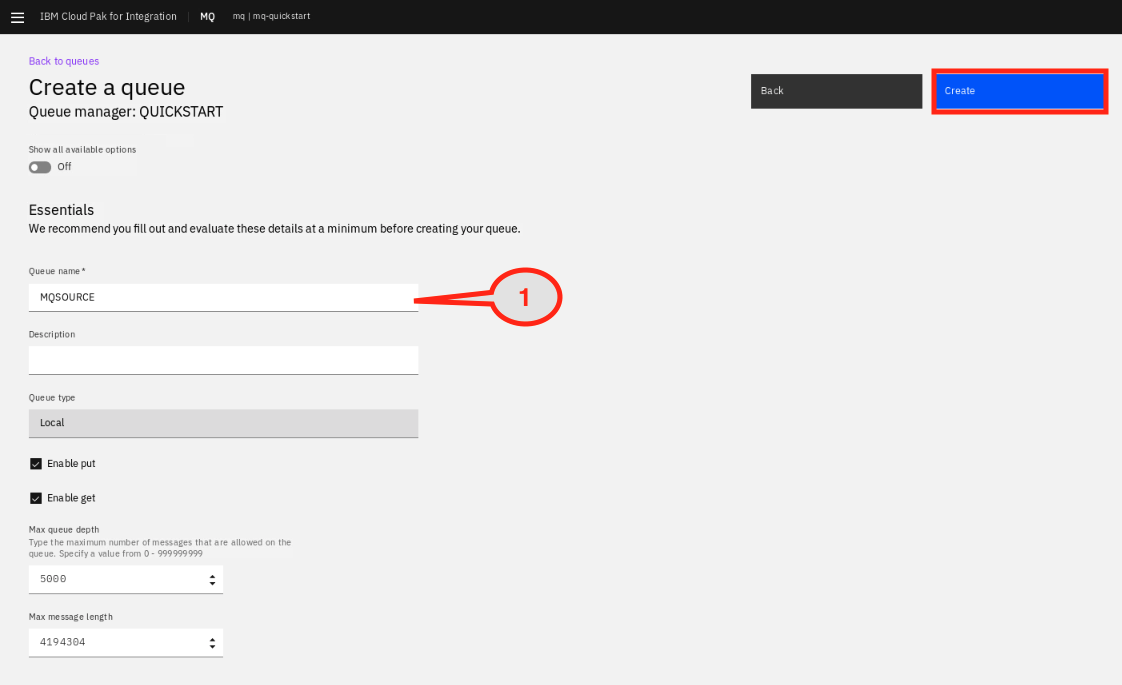 IBM Cloud Pak for Integration MQ mq | mq-quickstart
Back to queues
Create a queue
Queue manager: QUICKSTART
Back
Create
Show all available options
Off
Essentials
We recommend you fill out and evaluate these details at a minimum before creating your queue.
Queue name*
MQSOURCE
1
Description
Queue type
Local
Enable put
Enable get
Max queue depth
Type the maximum number of messages that are allowed on the
queue. Specify a value from 0 - 999999999
5000
Max message length
4194304